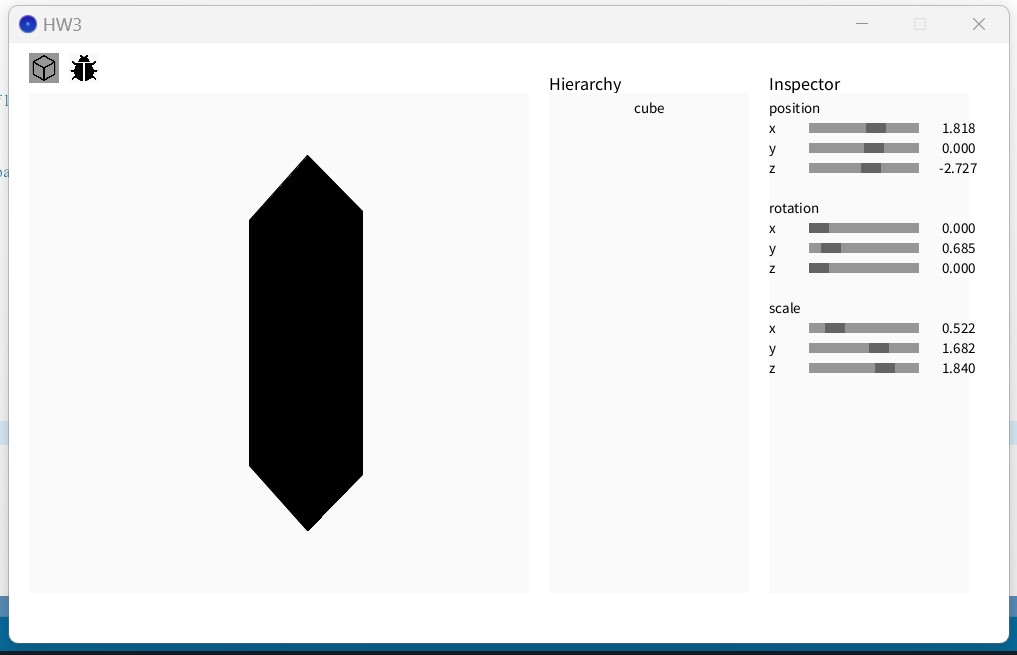 HW3
Hierarchy
cube
Inspector
position
x 1.818
y 0.000
z -2.727
rotation
x 0.000
y 0.685
z 0.000
scale
x 0.522
y 1.682
z 1.840